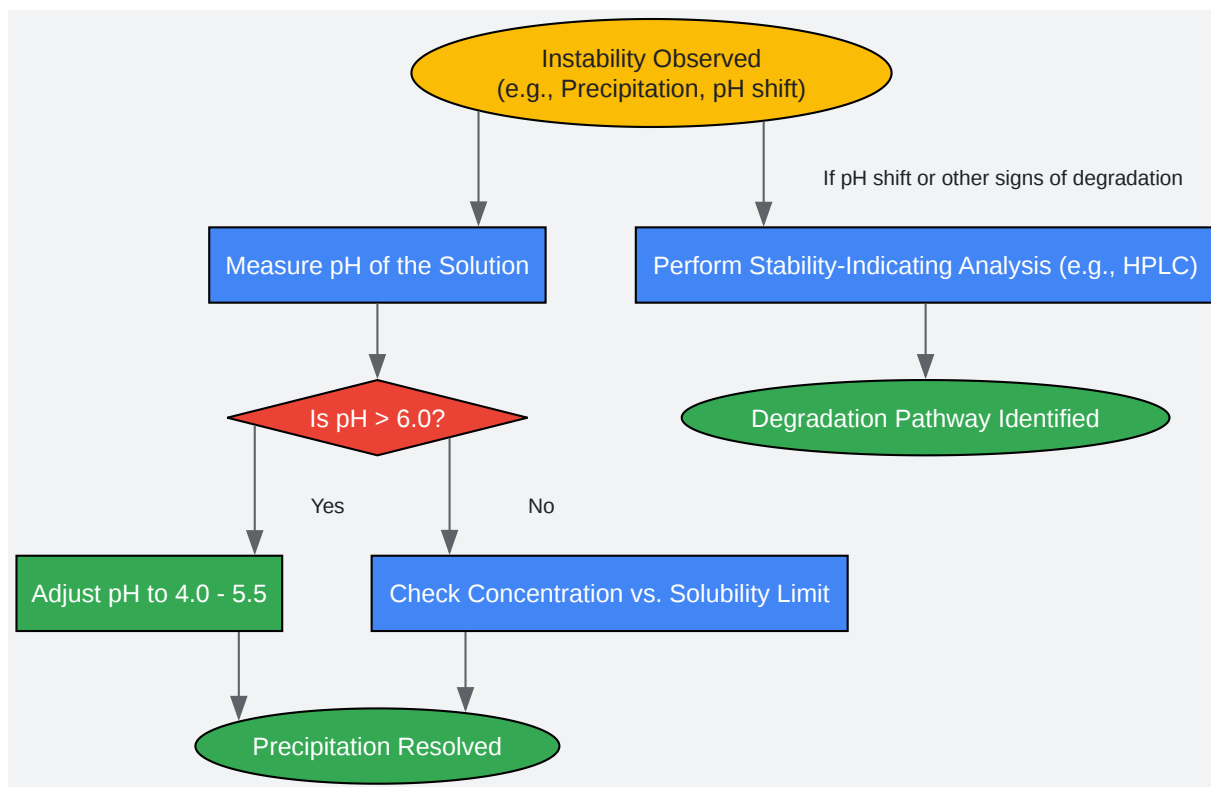 Instability Observed
(e.g., Precipitation, pH shift)
If pH shift or other signs of degradation
Measure pH of the Solution
Perform Stability-Indicating Analysis (e.g., HPLC)
Is pH > 6.0?
Degradation Pathway Identified
Yes
No
Adjust pH to 4.0 - 5.5
Check Concentration vs. Solubility Limit
Precipitation Resolved